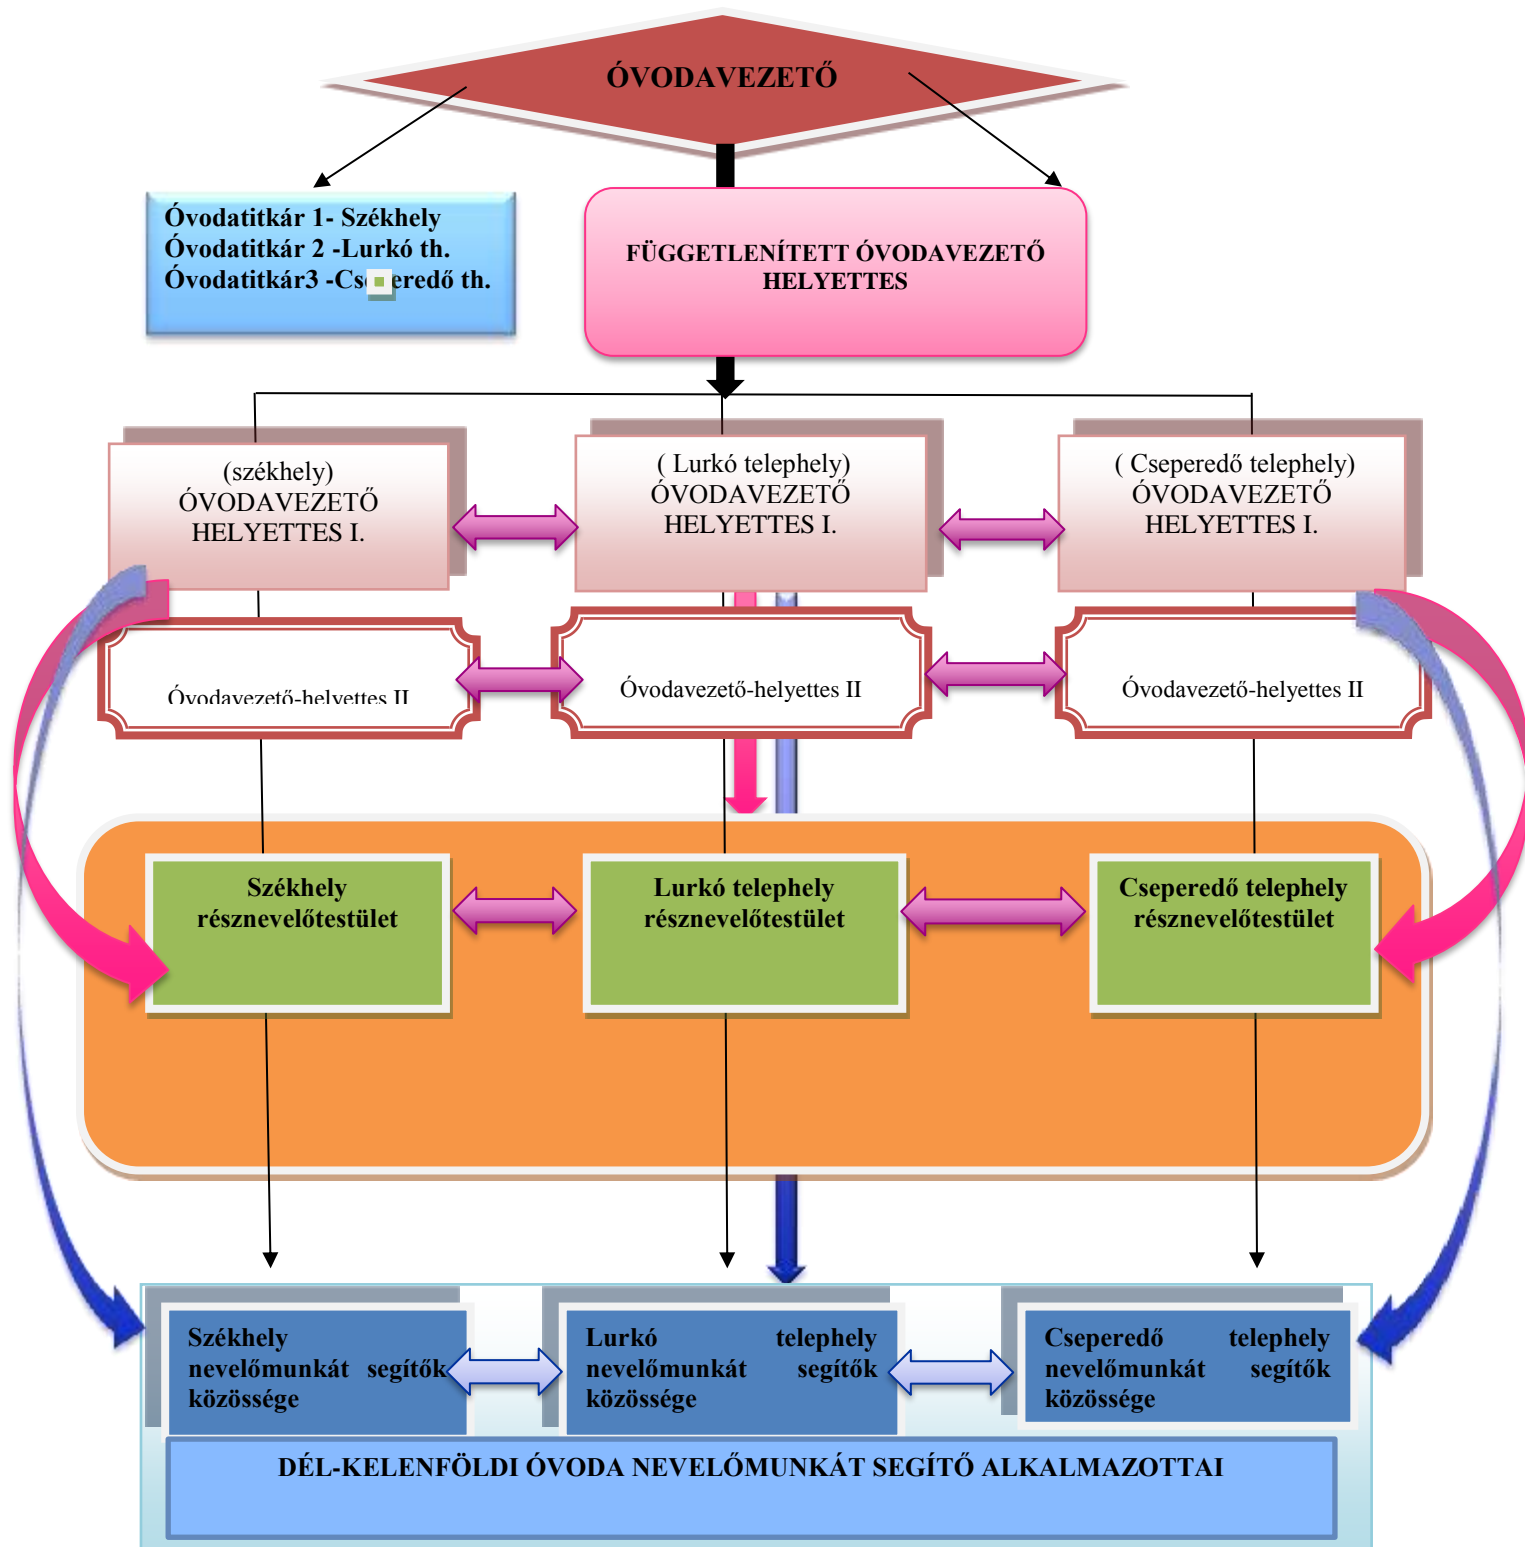 ÓVODAVEZETŐ
Óvodatitkár 1- Székhely
Óvodatitkár 2 -Lurkó th.
Óvodatitkár3 -Cseperedő th.
FÜGGETLENÍTETT ÓVODAVEZETŐ
HELYETTES
(székhely)
ÓVODAVEZETŐ
HELYETTES I.
( Lurkó telephely)
ÓVODAVEZETŐ
HELYETTES I.
( Cseperedő telephely)
ÓVODAVEZETŐ
HELYETTES I.
Óvodavezető-helyettes II
Óvodavezető-helyettes II
Óvodavezető-helyettes II
Székhely
résznevelőtestület
Lurkó telephely
résznevelőtestület
Cseperedő telephely
résznevelőtestület
Székhely
nevelőmunkát segítők
közössége
Lurkó telephely
nevelőmunkát segítők
közössége
Cseperedő telephely
nevelőmunkát segítők
közössége
DÉL-KELENFÖLDI ÓVODA NEVELŐMUNKÁT SEGÍTŐ ALKALMAZOTTAI